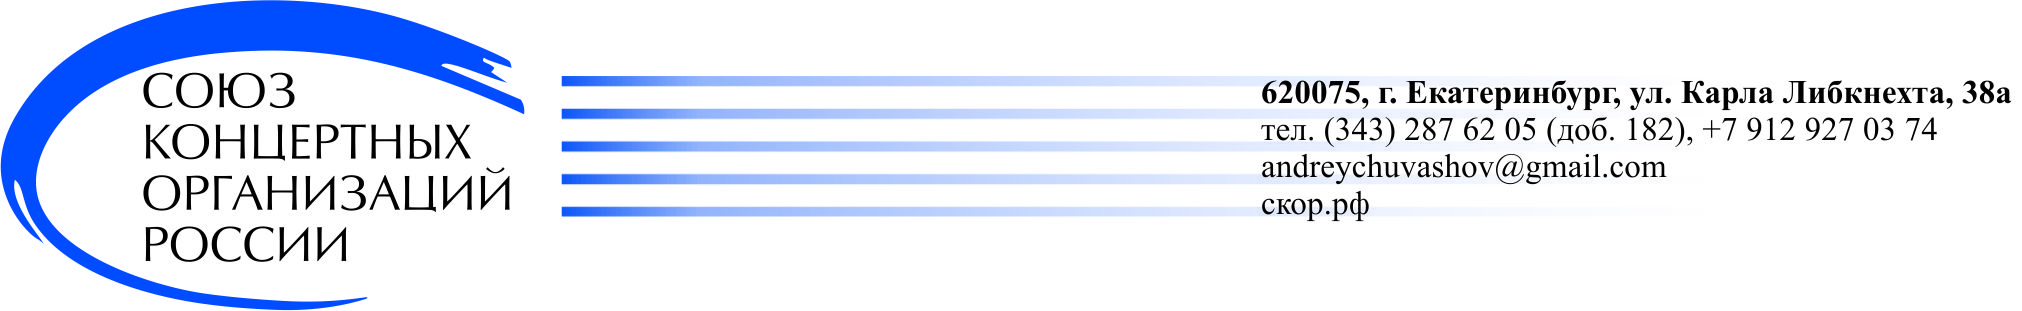 СОЮЗ
КОНЦЕРТНЫХ
ОРГАНИЗАЦИЙ
РОССИИ
620075, г. Екатеринбург, ул. Карла Либкнехта, 38а
тел. (343) 287 62 05 (доб. 182), +7 912 927 03 74
andreychuvashov@gmail.com
скор.рф